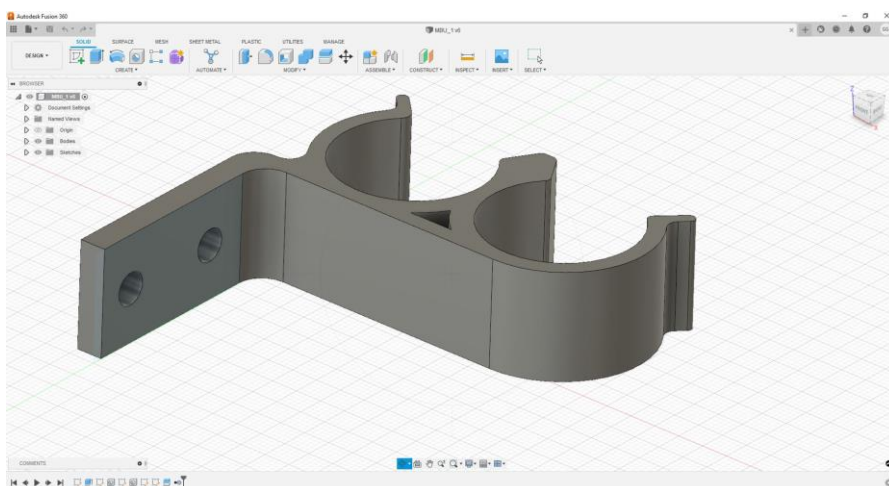 Autodesk Fusion 360
MBU_1 v6
SOLID SURFACE MESH SHEET METAL PLASTIC UTILITIES MANAGE
DESIGN
CREATE AUTOMATE MODIFY ASSEMBLE CONSTRUCT INSPECT INSERT SELECT
BROWSER
MBU_1 v6
Document Settings
Named Views
Origin
Bodies
Sketches
Z
X
COMMENTS